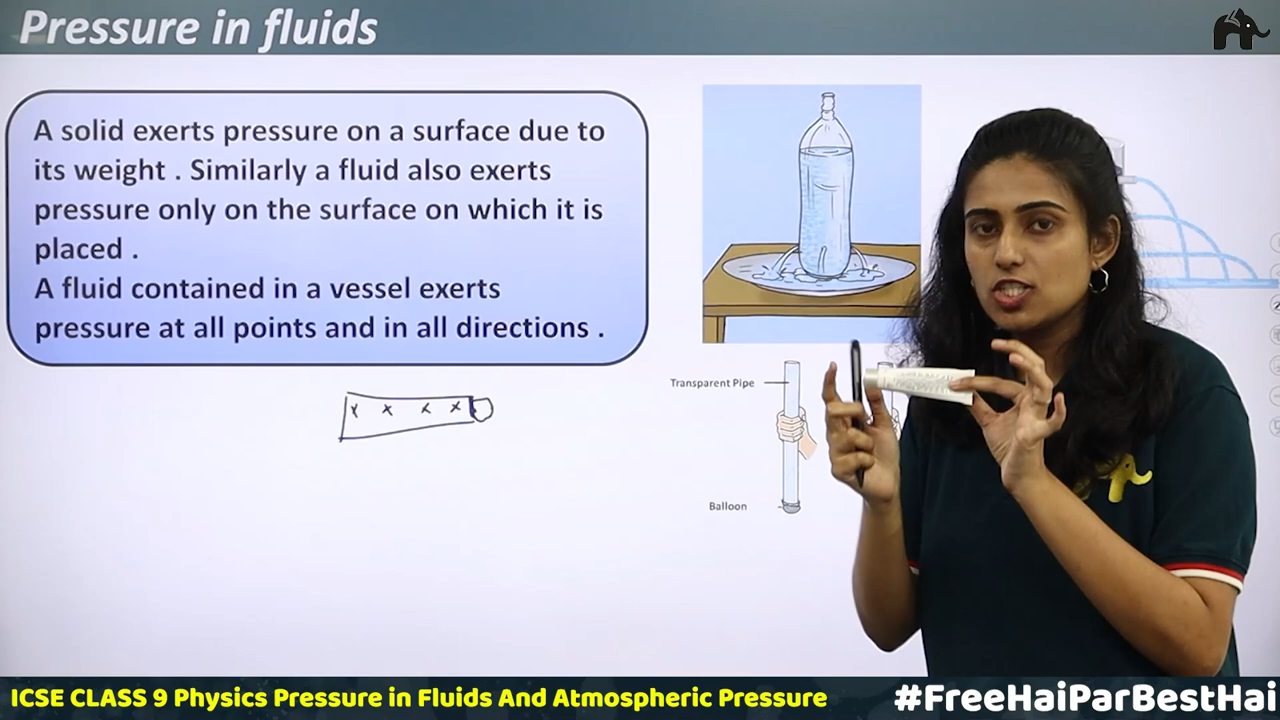 Pressure in fluids
A solid exerts pressure on a surface due to
its weight . Similarly a fluid also exerts
pressure only on the surface on which it is
placed .
A fluid contained in a vessel exerts
pressure at all points and in all directions .
Transparent Pipe
Balloon
ICSE CLASS 9 Physics Pressure in Fluids And Atmospheric Pressure
#FreeHaiParBestHai